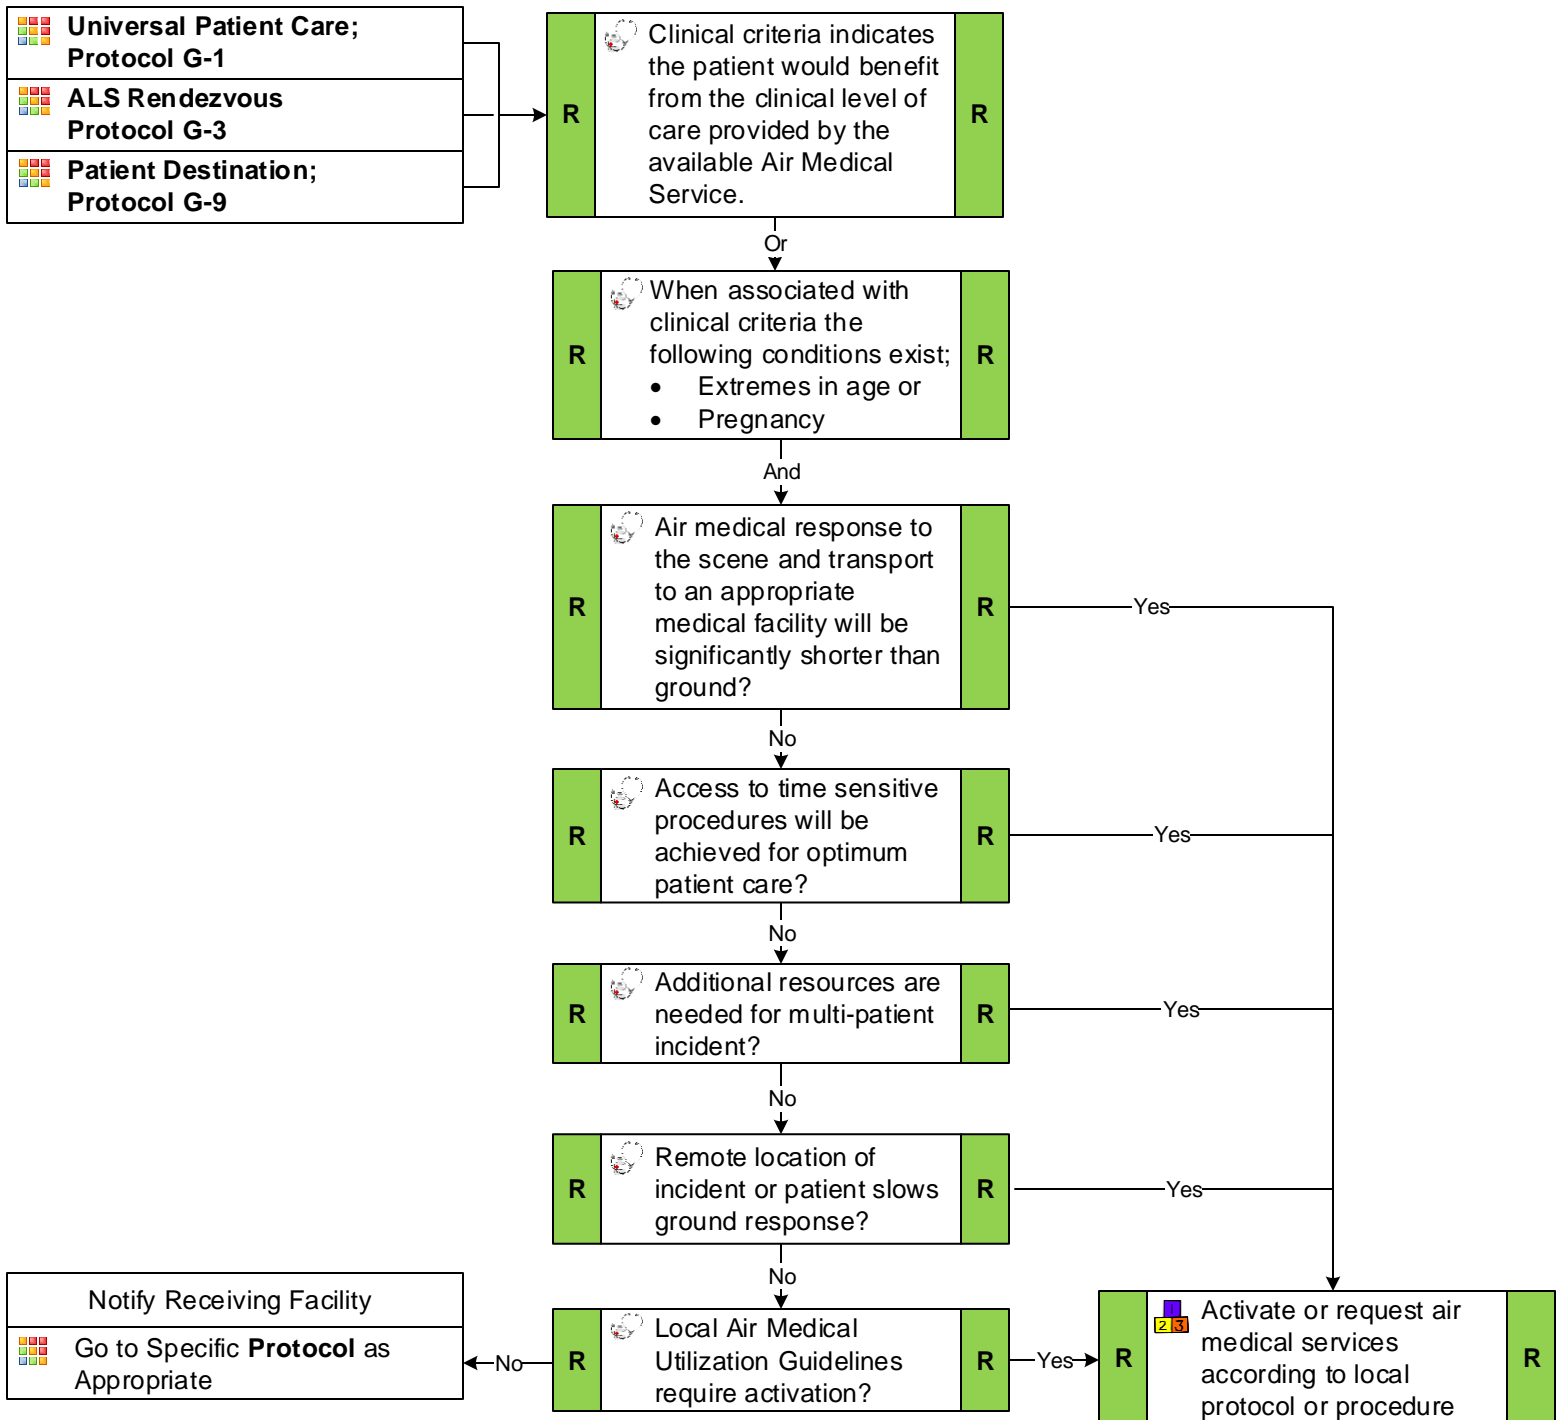 Universal Patient Care;
Protocol G-1
ALS Rendezvous
Protocol G-3
Patient Destination;
Protocol G-9
R
Clinical criteria indicates
the patient would benefit
from the clinical level of
care provided by the
available Air Medical
Service.
R
Or
R
When associated with
clinical criteria the
following conditions exist;
• Extremes in age or
• Pregnancy
R
And
R
Air medical response to
the scene and transport
to an appropriate
medical facility will be
significantly shorter than
ground?
R
Yes
No
R
Access to time sensitive
procedures will be
achieved for optimum
patient care?
R
Yes
No
R
Additional resources are
needed for multi-patient
incident?
R
Yes
No
R
Remote location of
incident or patient slows
ground response?
R
Yes
No
Notify Receiving Facility
Go to Specific Protocol as
Appropriate
No
R
Local Air Medical
Utilization Guidelines
require activation?
R
Yes
R
1
2 3
Activate or request air
medical services
according to local
protocol or procedure
R